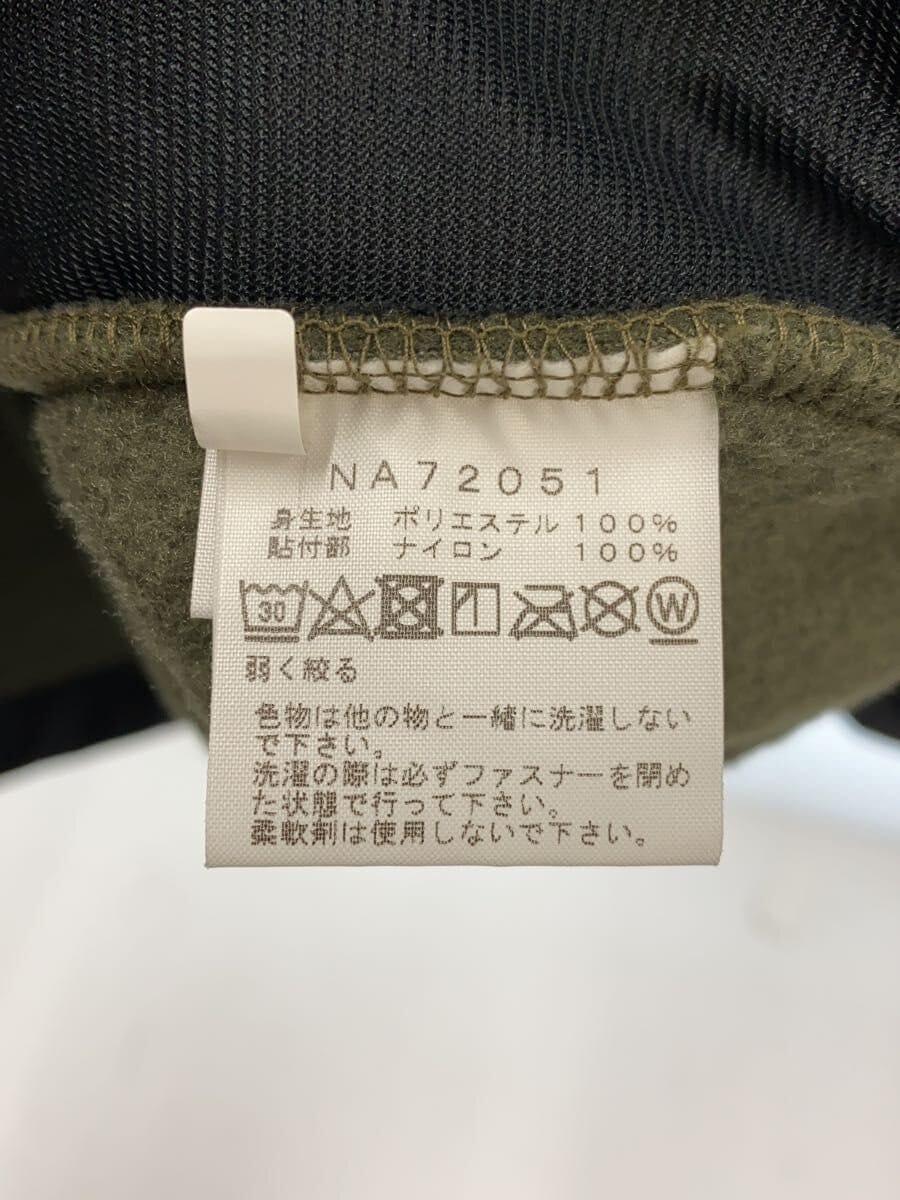 NA72051
身生地 ポリエステル 100%
貼付部 ナイロン 100%
30 W
弱く絞る
色物は他の物と一緒に洗濯しない
で下さい。
洗濯の際は必ずファスナーを閉め
た状態で行って下さい。
柔軟剤は使用しないで下さい。